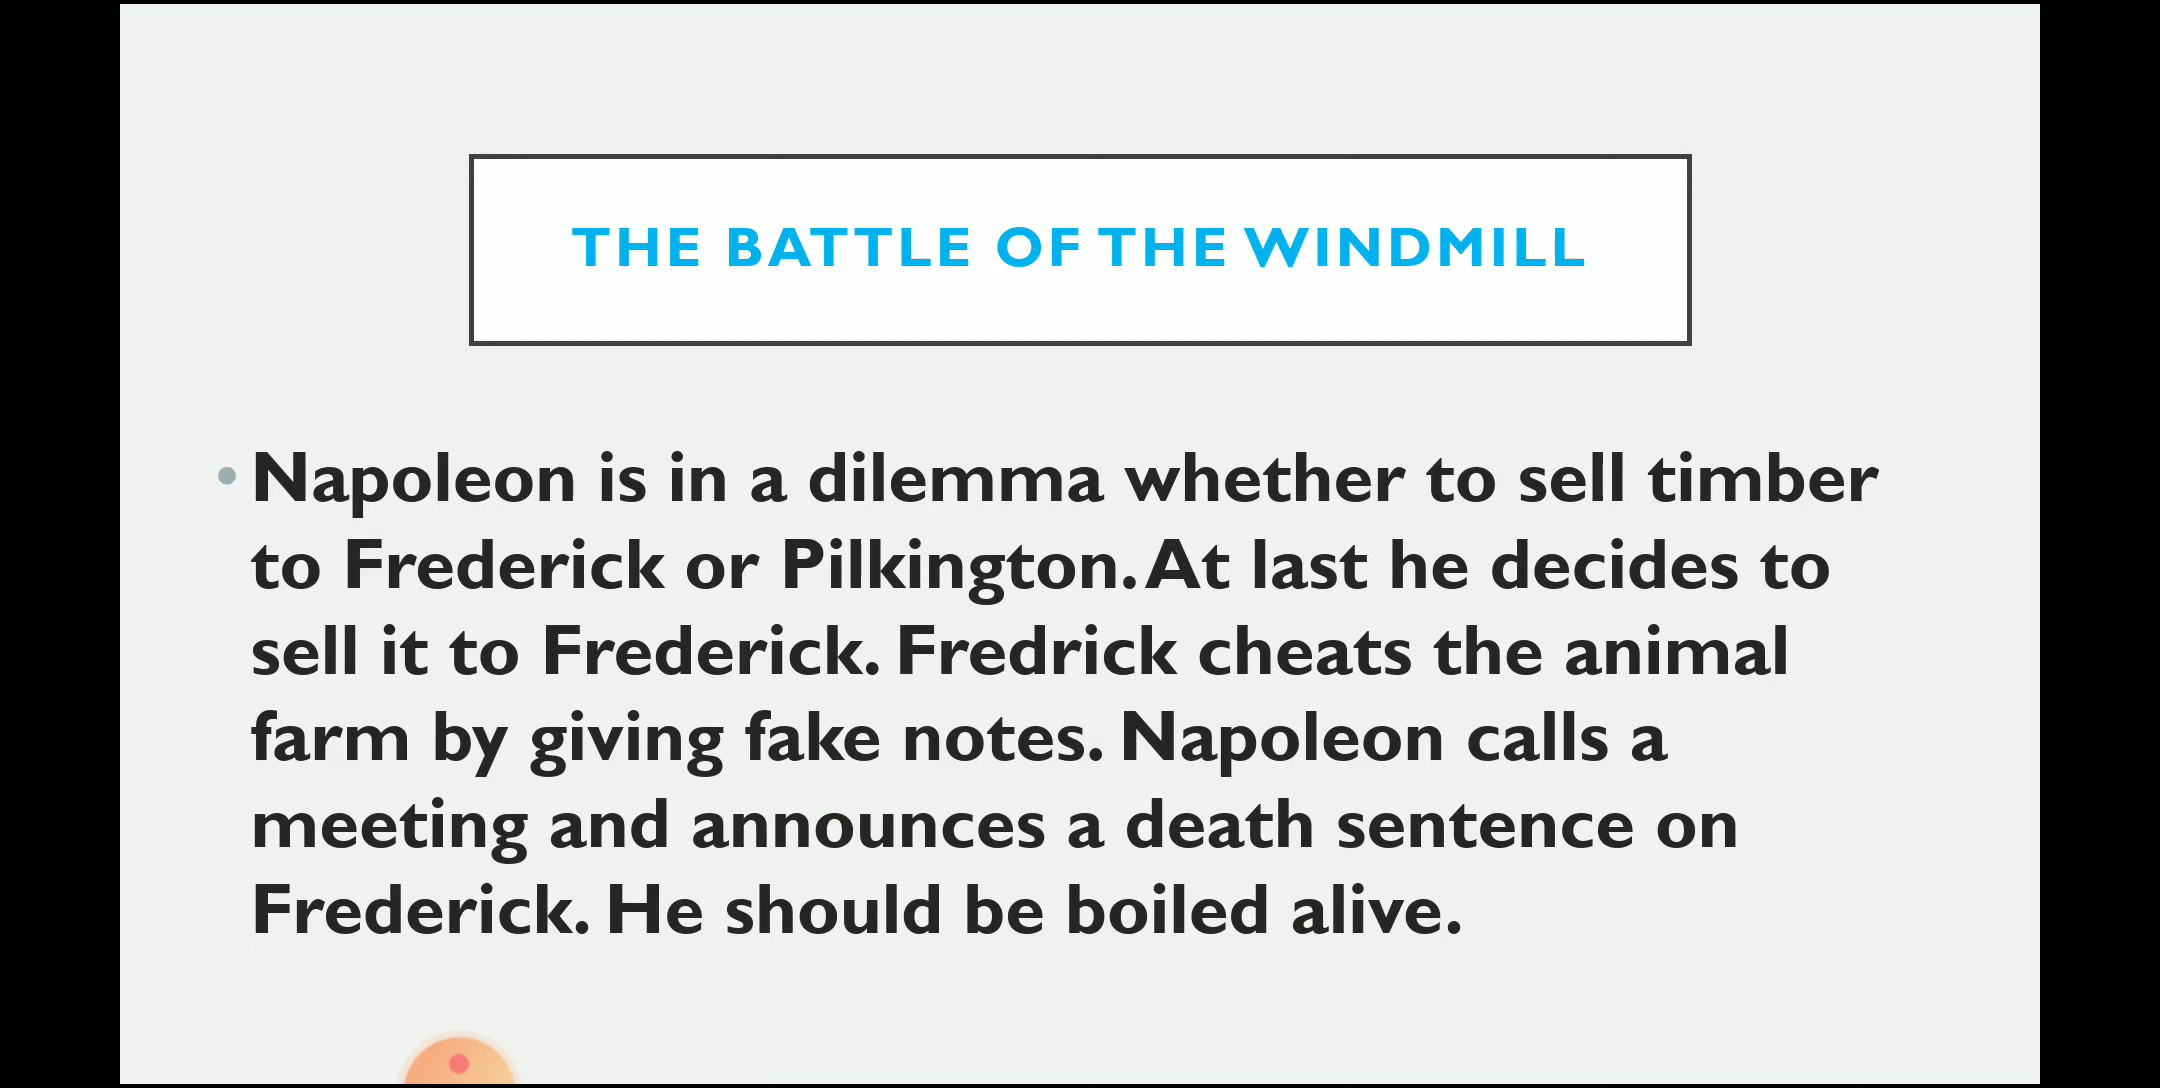 THE BATTLE OF THE WINDMILL
• Napoleon is in a dilemma whether to sell timber
to Frederick or Pilkington. At last he decides to
sell it to Frederick. Fredrick cheats the animal
farm by giving fake notes. Napoleon calls a
meeting and announces a death sentence on
Frederick. He should be boiled alive.